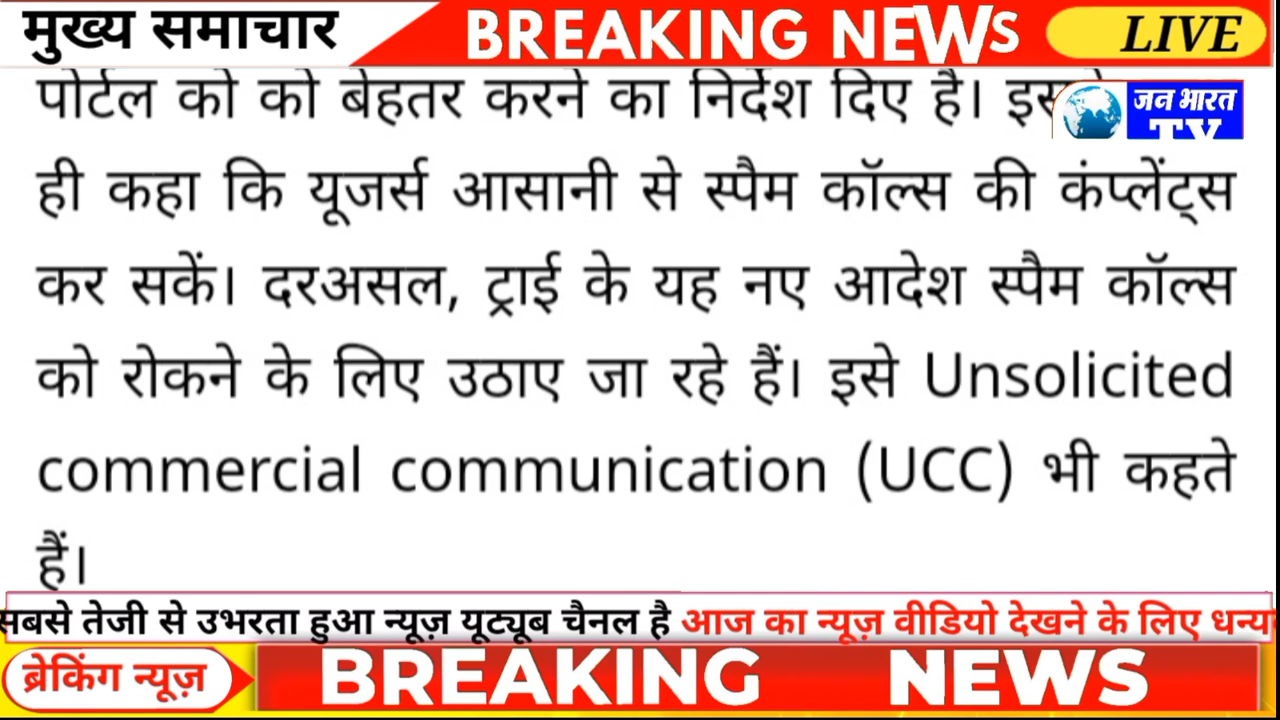 मुख्य समाचार
BREAKING NEWS
LIVE
पोर्टल को को बेहतर करने का निर्देश दिए है।
जन भारत
TV
ही कहा कि यूजर्स आसानी से स्पैम कॉल्स की कंप्लेंट्स
कर सकें। दरअसल, ट्राई के यह नए आदेश स्पैम कॉल्स
को रोकने के लिए उठाए जा रहे हैं। इसे Unsolicited
commercial communication (UCC) भी कहते
हैं।
सबसे तेजी से उभरता हुआ न्यूज़ यूट्यूब चैनल है आज का न्यूज़ वीडियो देखने के लिए
ब्रेकिंग न्यूज़
BREAKING NEWS